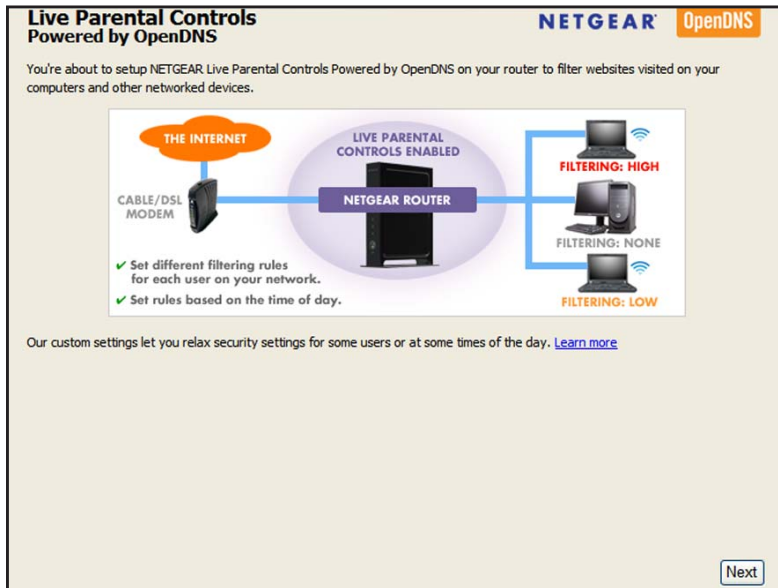 Live Parental Controls
Powered by OpenDNS
NETGEAR
OpenDNS
You're about to setup NETGEAR Live Parental Controls Powered by OpenDNS on your router to filter websites visited on your
computers and other networked devices.
THE INTERNET
LIVE PARENTAL
CONTROLS ENABLED
FILTERING: HIGH
CABLE/DSL
MODEM
NETGEAR ROUTER
FILTERING: NONE
✔ Set different filtering rules
for each user on your network.
✔ Set rules based on the time of day.
FILTERING: LOW
Our custom settings let you relax security settings for some users or at some times of the day. Learn more
Next